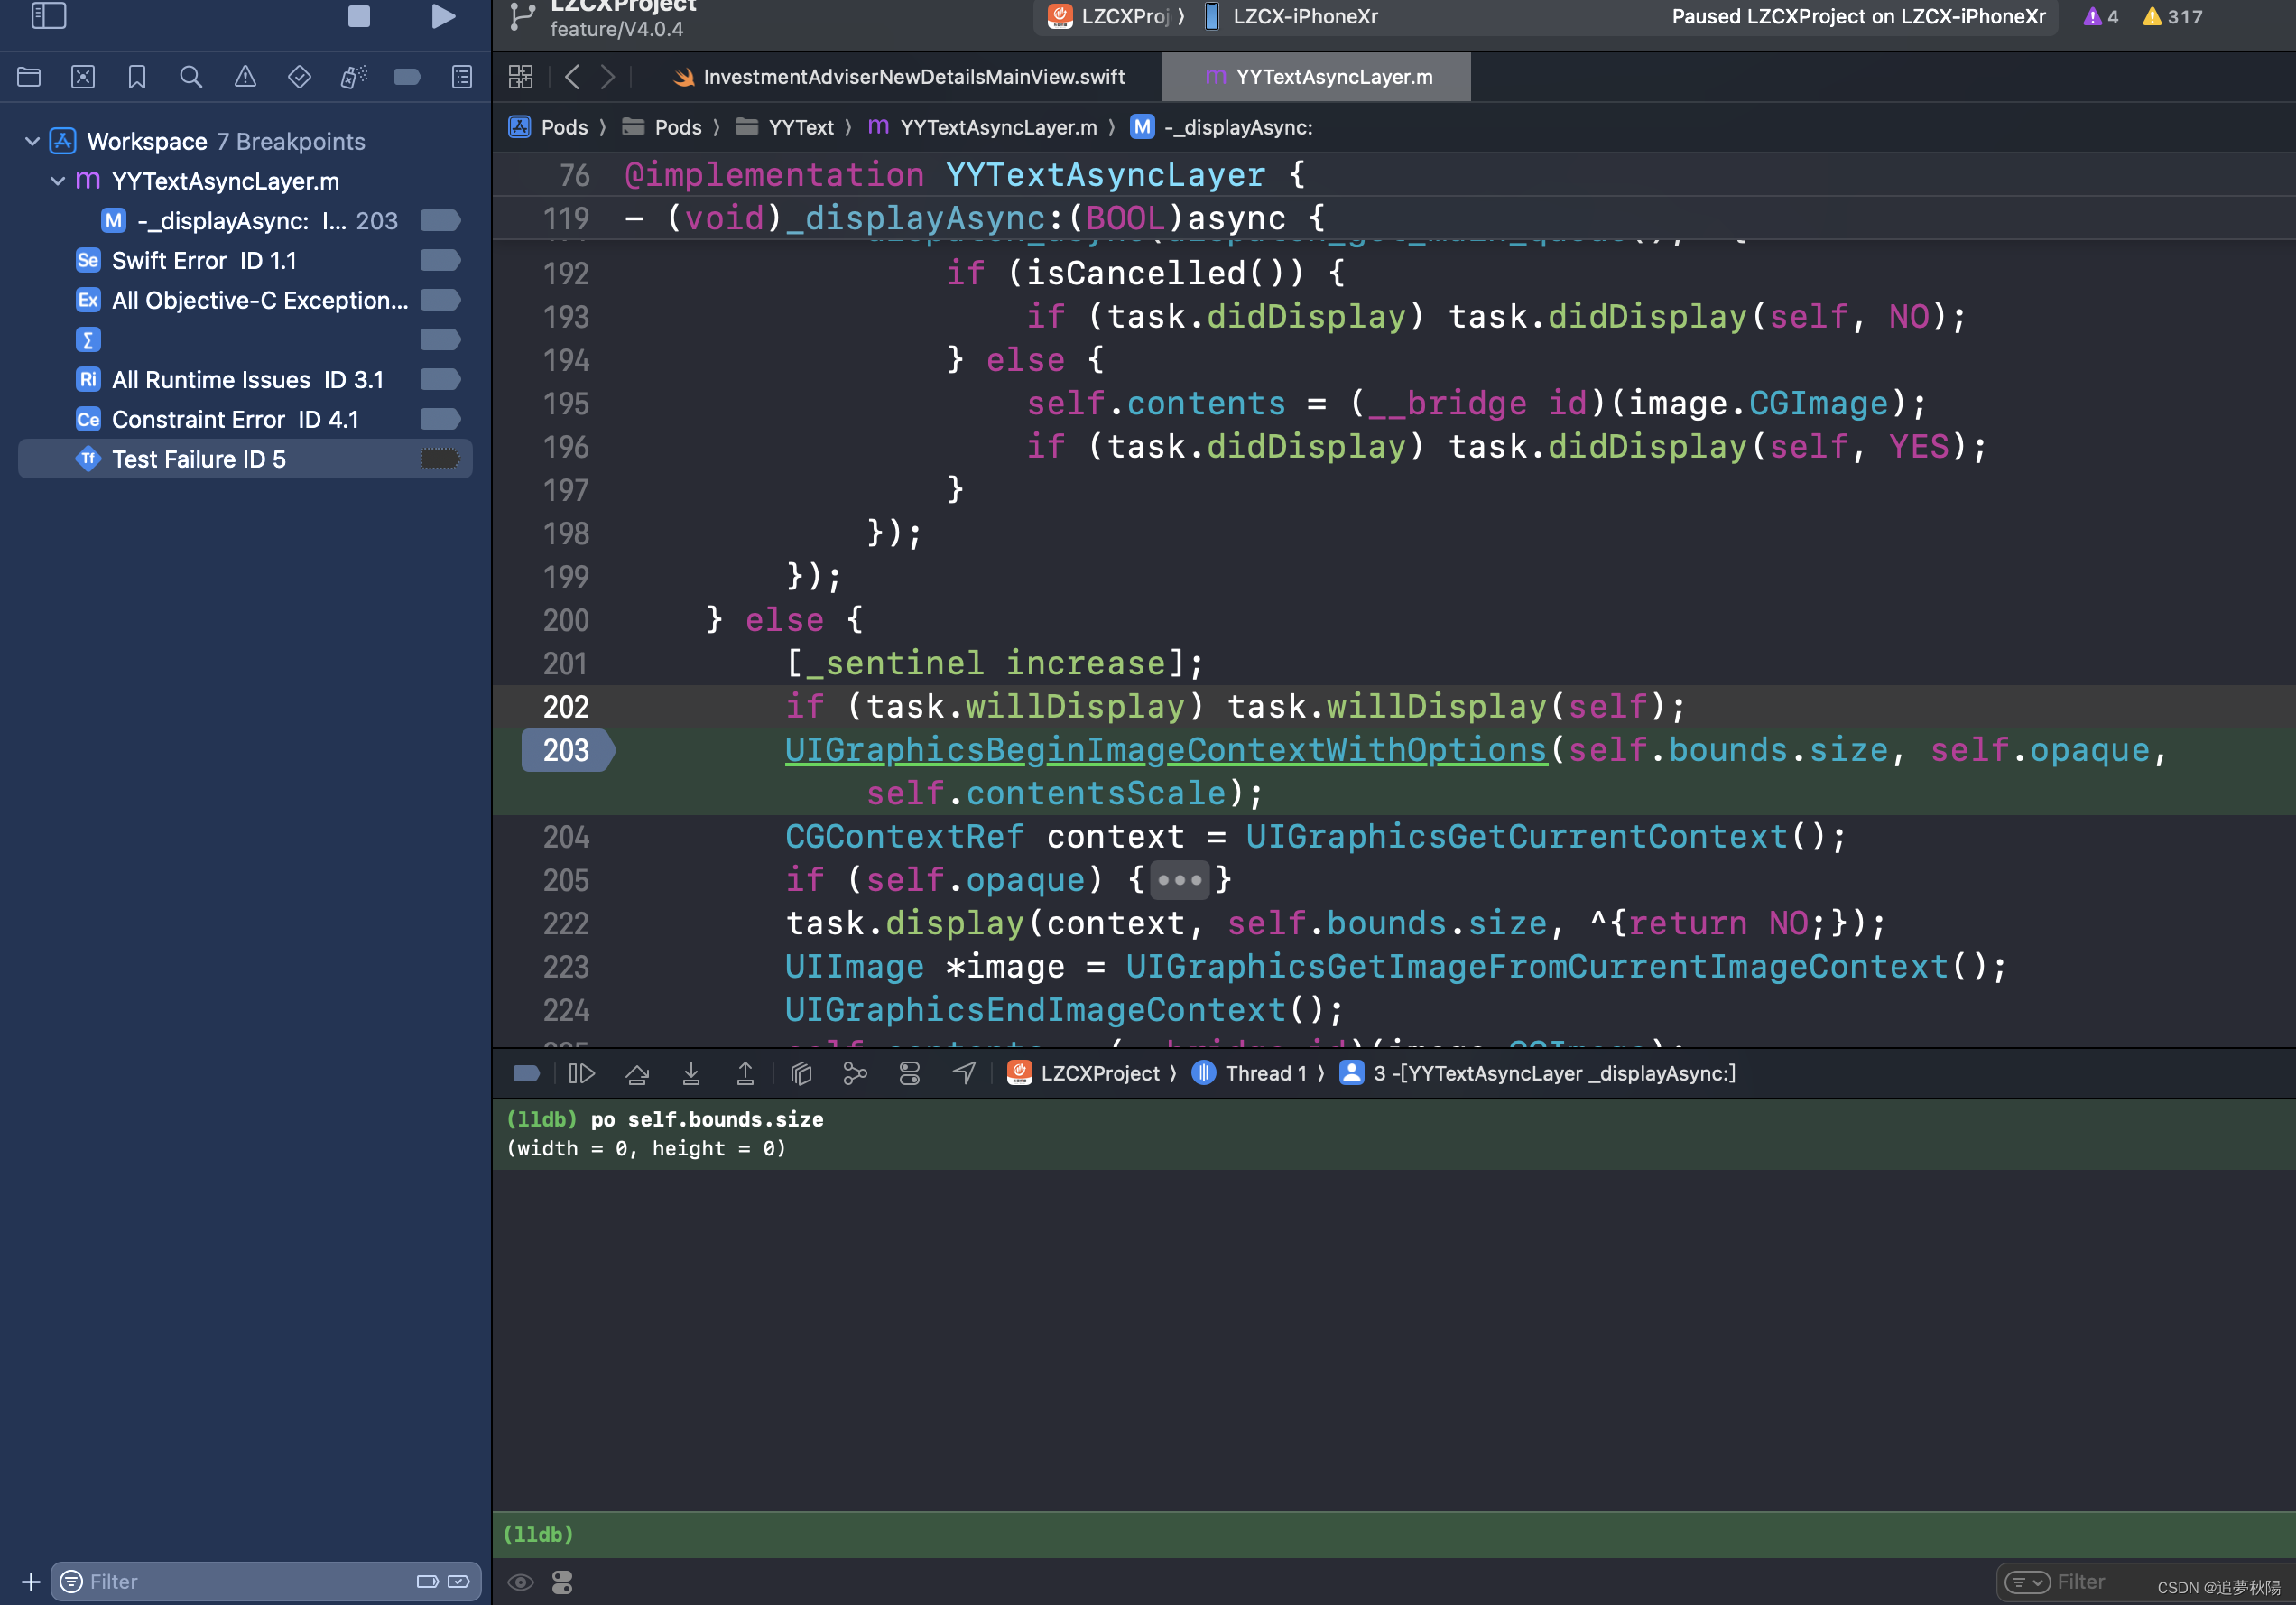 LZCXProject
feature/V4.0.4
LZCXProj 〉 LZCX-iPhoneXr
Paused LZCXProject on LZCX-iPhoneXr
4 317
InvestmentAdviserNewDetailsMainView.swift
m YYTextAsyncLayer.m
Pods 〉 Pods 〉 YYText 〉 m YYTextAsyncLayer.m 〉 M -_displayAsync:
Workspace 7 Breakpoints
m YYTextAsyncLayer.m
M -_displayAsync: I... 203
Se Swift Error ID 1.1
Ex All Objective-C Exception...
Σ
Ri All Runtime Issues ID 3.1
Ce Constraint Error ID 4.1
Tf Test Failure ID 5
76 @implementation YYTextAsyncLayer {
119 - (void)_displayAsync:(BOOL)async {
192 if (isCancelled()) {
193 if (task.didDisplay) task.didDisplay(self, NO);
194 } else {
195 self.contents = (__bridge id)(image.CGImage);
196 if (task.didDisplay) task.didDisplay(self, YES);
197 }
198 });
199 });
200 } else {
201 [_sentinel increase];
202 if (task.willDisplay) task.willDisplay(self);
203 UIGraphicsBeginImageContextWithOptions(self.bounds.size, self.opaque,
self.contentsScale);
204 CGContextRef context = UIGraphicsGetCurrentContext();
205 if (self.opaque) {•••}
222 task.display(context, self.bounds.size, ^{return NO;});
223 UIImage *image = UIGraphicsGetImageFromCurrentImageContext();
224 UIGraphicsEndImageContext();
LZCXProject 〉 Thread 1 〉 3 -[YYTextAsyncLayer _displayAsync:]
(lldb) po self.bounds.size
(width = 0, height = 0)
(lldb)
Filter
Filter
CSDN @追夢秋陽